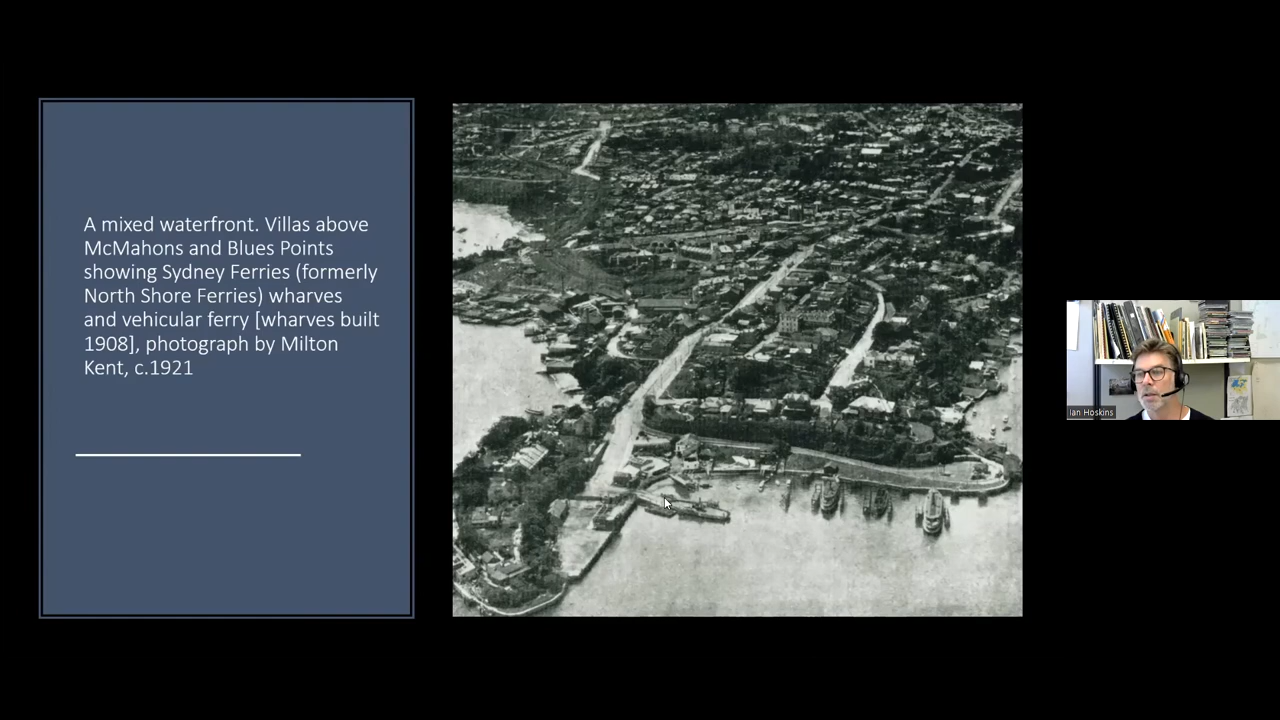 A mixed waterfront. Villas above
McMahons and Blues Points
showing Sydney Ferries (formerly
North Shore Ferries) wharves
and vehicular ferry [wharves built
1908], photograph by Milton
Kent, c.1921
Ian Hoskins